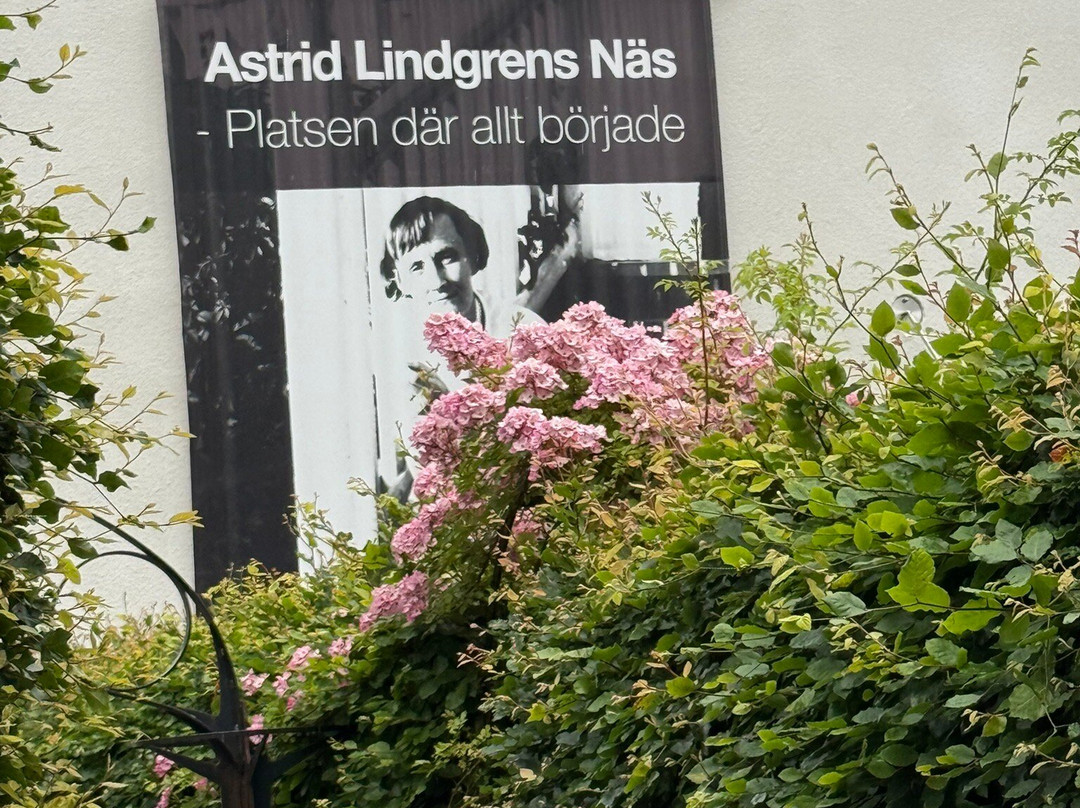 Astrid Lindgrens Näs
- Platsen där allt började